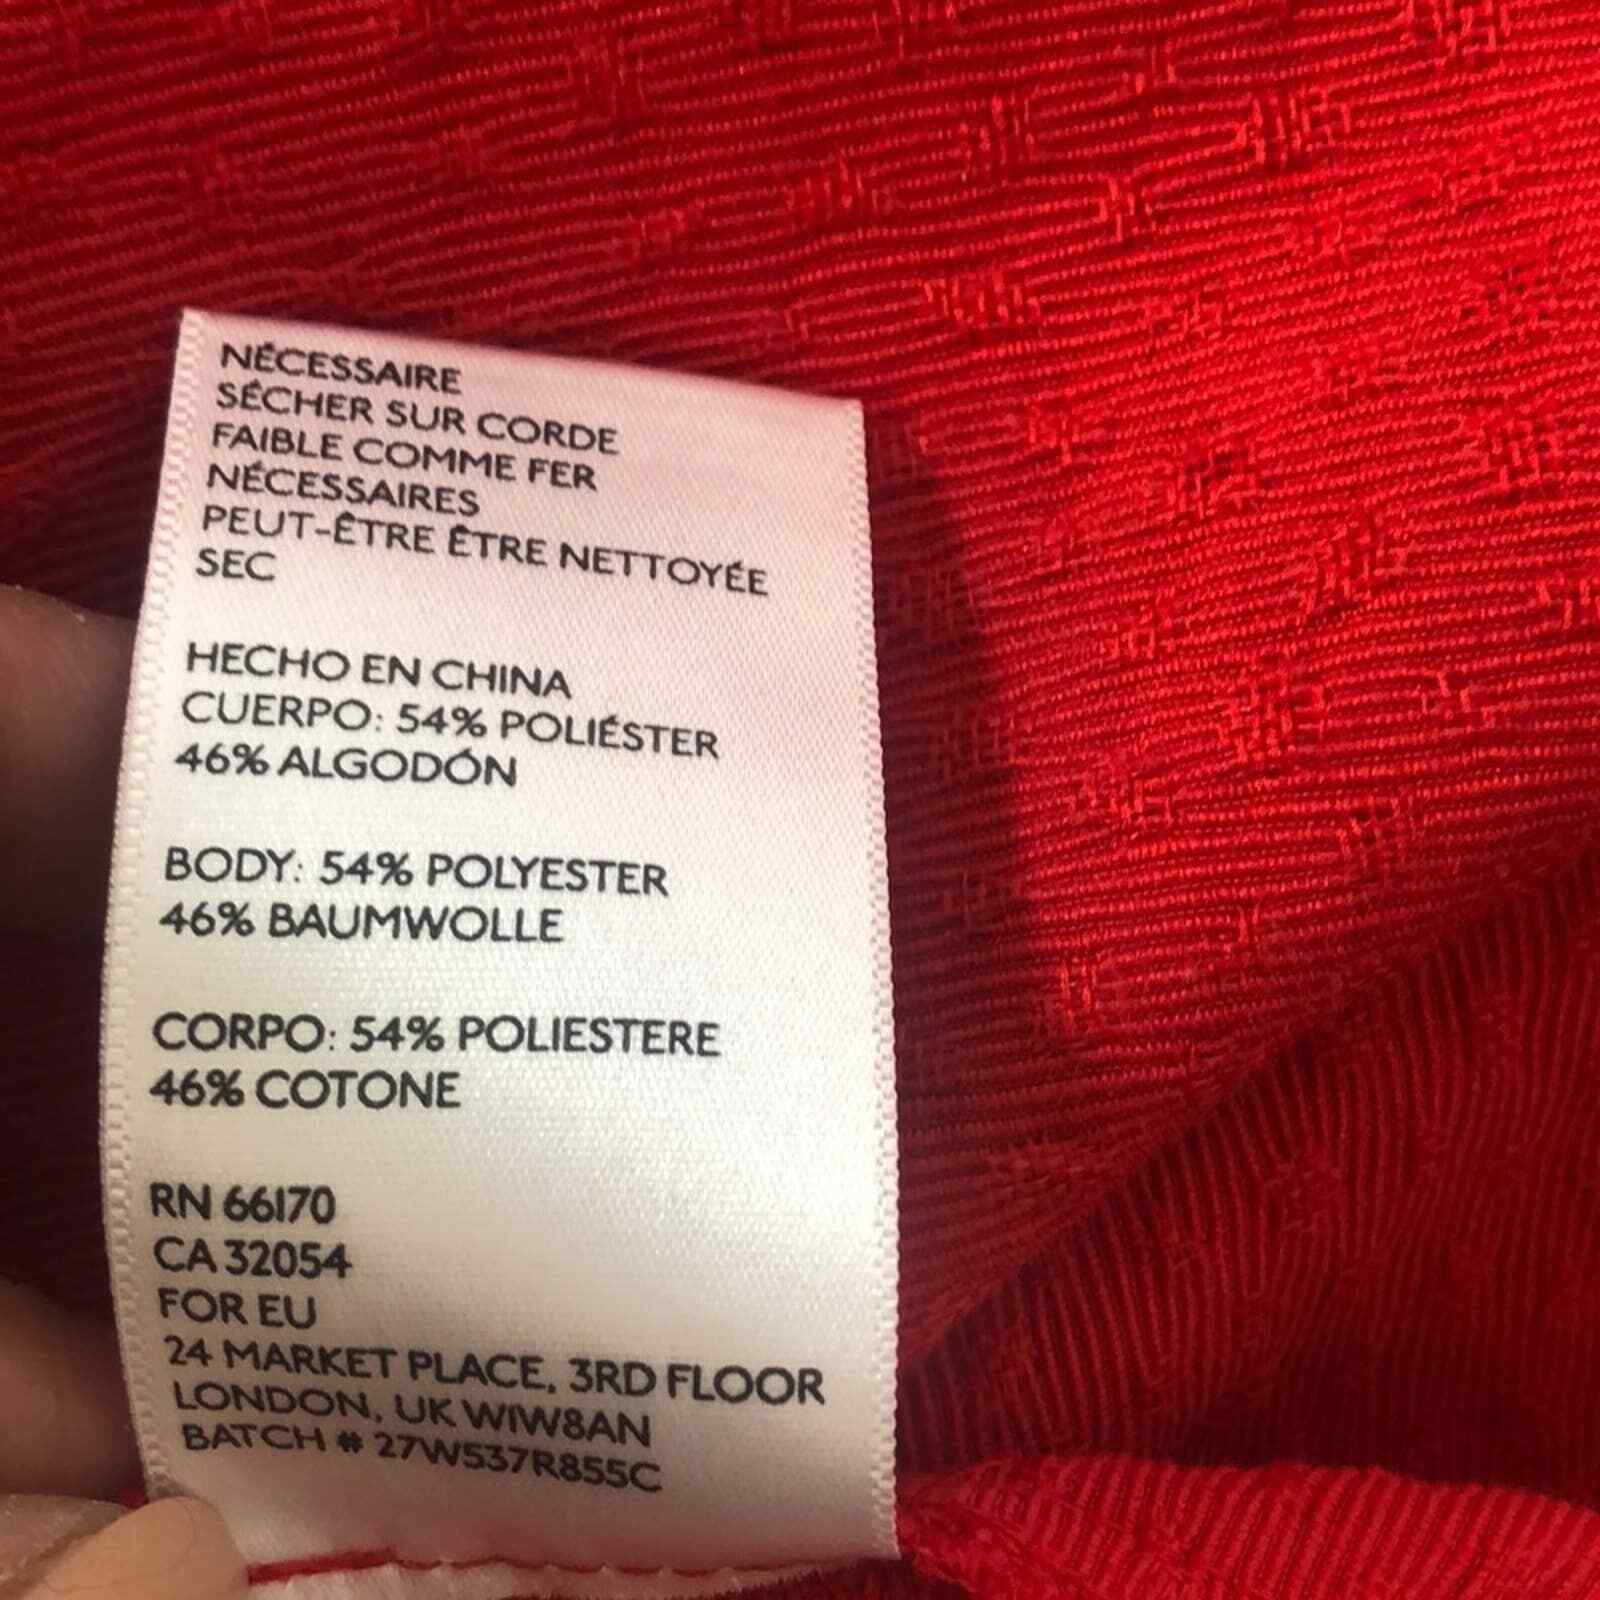 NÉCESSAIRE
SÉCHER SUR CORDE
FAIBLE COMME FER
NÉCESSAIRES
PEUT-ÊTRE ÊTRE NETTOYÉE
SEC
HECHO EN CHINA
CUERPO: 54% POLIÉSTER
46% ALGODÓN
BODY: 54% POLYESTER
46% BAUMWOLLE
CORPO: 54% POLIESTERE
46% COTONE
RN 66170
CA 32054
FOR EU
24 MARKET PLACE, 3RD FLOOR
LONDON, UK W1W8AN
BATCH # 27W537R855C